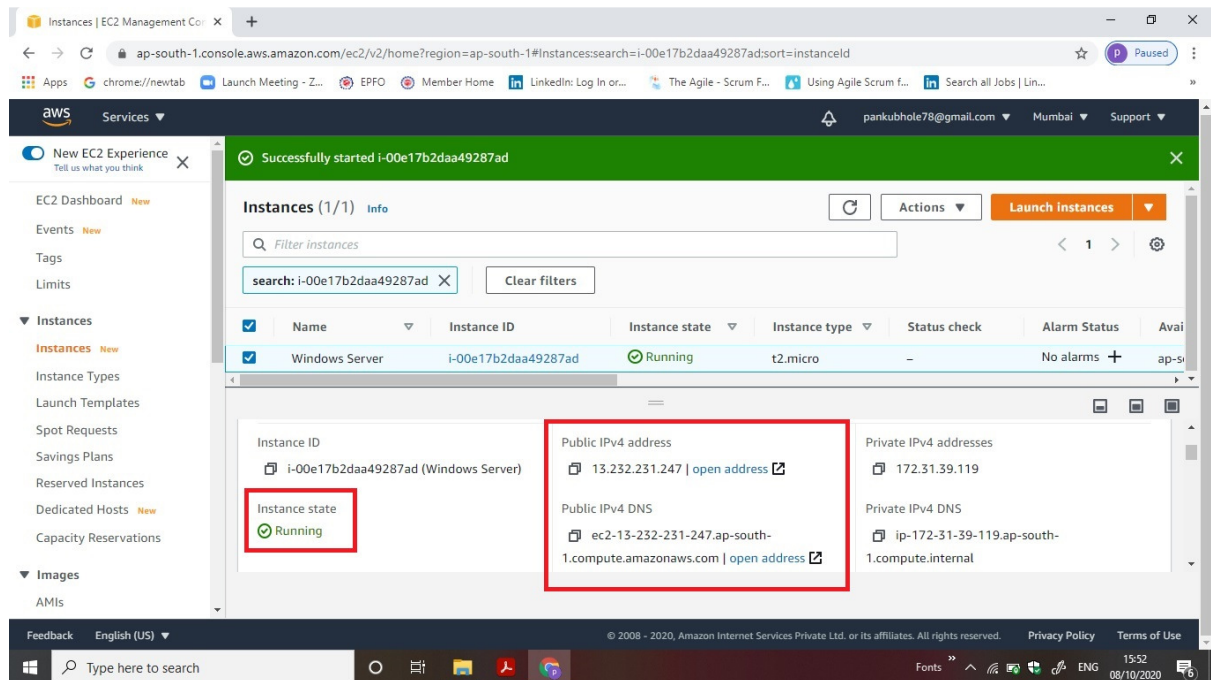 Instances | EC2 Management Con
ap-south-1.console.aws.amazon.com/ec2/v2/home?region=ap-south-1#Instances:search=i-00e17b2daa49287ad;sort=instanceId
P Paused
Apps chrome://newtab Launch Meeting - Z... EPFO Member Home LinkedIn: Log In or... The Agile - Scrum F... Using Agile Scrum f... Search all Jobs | Lin... »
aws Services ▼ pankubhole78@gmail.com ▼ Mumbai ▼ Support ▼
New EC2 Experience
Tell us what you think
Successfully started i-00e17b2daa49287ad
EC2 Dashboard New
Events New
Tags
Limits
Instances
Instances New
Instance Types
Launch Templates
Spot Requests
Savings Plans
Reserved Instances
Dedicated Hosts New
Capacity Reservations
Images
AMIs
Instances (1/1) Info
Actions ▼ Launch instances ▼
Filter instances
< 1 >
search: i-00e17b2daa49287ad
Clear filters
Name Instance ID Instance state Instance type Status check Alarm Status Avai
Windows Server i-00e17b2daa49287ad Running t2.micro – No alarms + ap-s
Instance ID
i-00e17b2daa49287ad (Windows Server)
Instance state
Running
Public IPv4 address
13.232.231.247 | open address
Public IPv4 DNS
ec2-13-232-231-247.ap-south-
1.compute.amazonaws.com | open address
Private IPv4 addresses
172.31.39.119
Private IPv4 DNS
ip-172-31-39-119.ap-south-
1.compute.internal
Feedback English (US) ▼ © 2008 - 2020, Amazon Internet Services Private Ltd. or its affiliates. All rights reserved. Privacy Policy Terms of Use
Type here to search
Fonts » ENG
15:52
08/10/2020
6